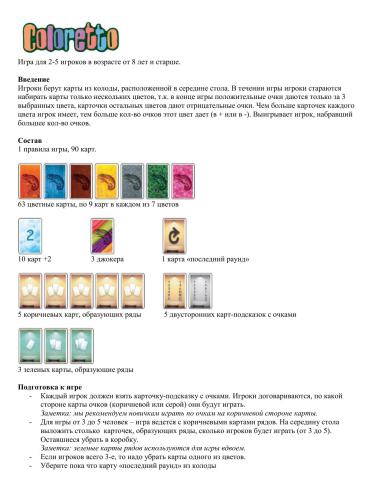 Coloretto
Игра для 2-5 игроков в возрасте от 8 лет и старше.
Введение
Игроки берут карты из колоды, расположенной в середине стола. В течении игры игроки стараются
набирать карты только нескольких цветов, т.к. в конце игры положительные очки даются только за 3
выбранных цвета, карточки остальных цветов дают отрицательные очки. Чем больше карточек каждого
цвета игрок имеет, тем больше кол-во очков этот цвет дает (в + или в -). Выигрывает игрок, набравший
большее кол-во очков.
Состав
1 правила игры, 90 карт.
63 цветные карты, по 9 карт в каждом из 7 цветов
2
10 карт +2 3 джокера 1 карта «последний раунд»
5 коричневых карт, образующих ряды 5 двусторонних карт-подсказок с очками
3 зеленых карты, образующие ряды
Подготовка к игре
- Каждый игрок должен взять карточку-подсказку с очками. Игроки договариваются, по какой
стороне карты очков (коричневой или серой) они будут играть.
Заметка: мы рекомендуем новичкам играть по очкам на коричневой стороне карты.
- Для игры от 3 до 5 человек – игра ведется с коричневыми картами рядов. На середину стола
выложить столько карточек, образующих ряды, сколько игроков будет играть (от 3 до 5).
Оставшиеся убрать в коробку.
Заметка: зеленые карты рядов используются для игры вдвоем.
- Если игроков всего 3-е, то надо убрать карты одного из цветов.
- Уберите пока что карту «последний раунд» из колоды